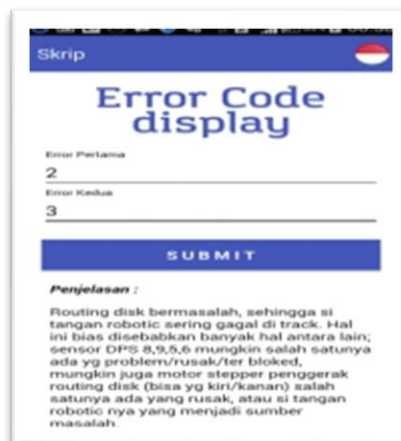 Skrip
Error Code
display
Error Pertama
2
Error Kedua
3
SUBMIT
Penjelasan :
Routing disk bermasalah, sehingga si
tangan robotic sering gagal di track. Hal
ini bias disebabkan banyak hal antara lain;
sensor DPS 8,9,5,6 mungkin salah satunya
ada yg problem/rusak/ter bloked,
mungkin juga motor stepper penggerak
routing disk (bisa yg kiri/kanan) salah
satunya ada yang rusak, atau si tangan
robotic nya yang menjadi sumber
masalah.